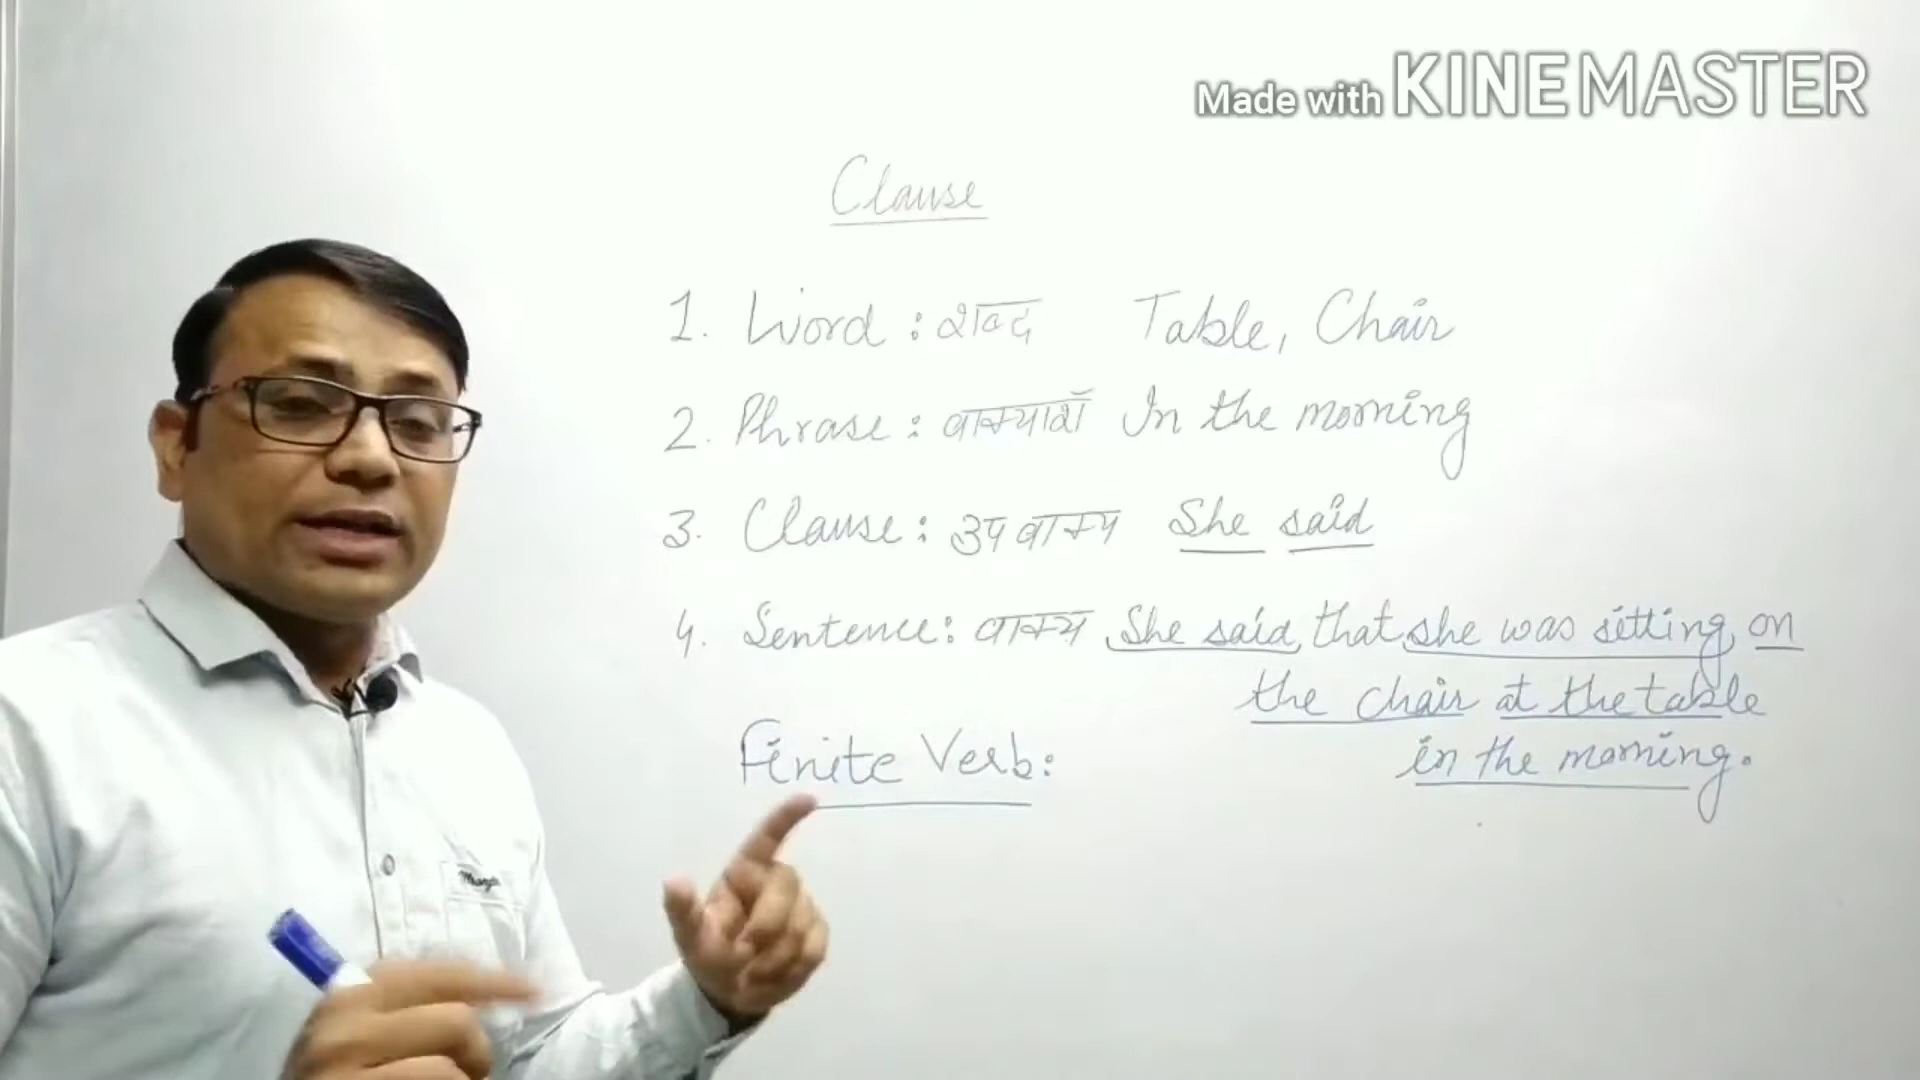 Made with KINEMASTER
Clause
1. Word : शब्द Table, Chair
2. Phrase : वाक्याशँ In the morning
3. Clause : उपवाक्य She said
4. Sentence : वाक्य She said that she was sitting on
the chair at the table
in the morning.
Finite Verb: